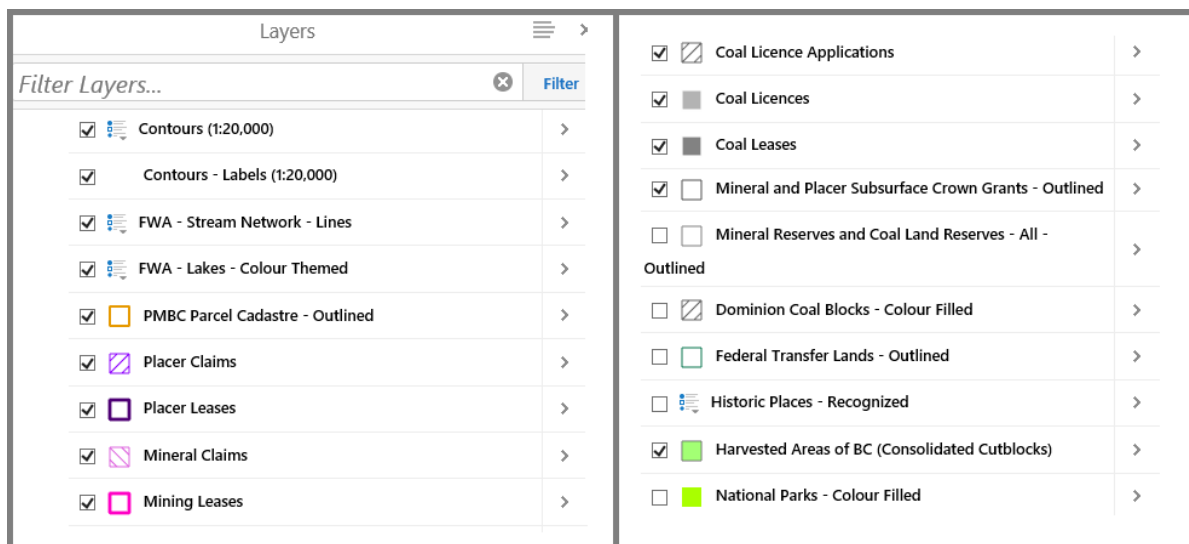 Layers
Filter Layers...
Filter
Contours (1:20,000)
Contours - Labels (1:20,000)
FWA - Stream Network - Lines
FWA - Lakes - Colour Themed
PMBC Parcel Cadastre - Outlined
Placer Claims
Placer Leases
Mineral Claims
Mining Leases
Coal Licence Applications
Coal Licences
Coal Leases
Mineral and Placer Subsurface Crown Grants - Outlined
Mineral Reserves and Coal Land Reserves - All -
Outlined
Dominion Coal Blocks - Colour Filled
Federal Transfer Lands - Outlined
Historic Places - Recognized
Harvested Areas of BC (Consolidated Cutblocks)
National Parks - Colour Filled